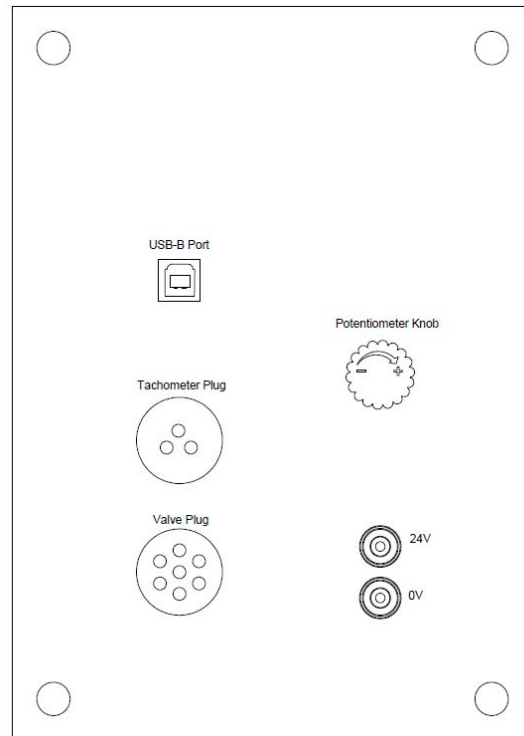 USB-B Port
Potentiometer Knob
- +
Tachometer Plug
Valve Plug
24V
0V